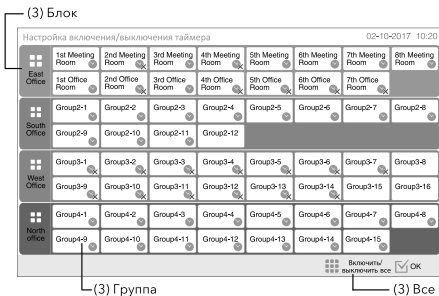 (3) Блок
Настройка включения/выключения таймера 02-10-2017 10:20
East Office
1st Meeting Room 2nd Meeting Room 3rd Meeting Room 4th Meeting Room 5th Meeting Room 6th Meeting Room 7th Meeting Room 8th Meeting Room
1st Office Room 2nd Office Room 3rd Office Room 4th Office Room 5th Office Room 6th Office Room 7th Office Room
South Office
Group2-1 Group2-2 Group2-3 Group2-4 Group2-5 Group2-6 Group2-7 Group2-8
Group2-9 Group2-10 Group2-11 Group2-12
West Office
Group3-1 Group3-2 Group3-3 Group3-4 Group3-5 Group3-6 Group3-7 Group3-8
Group3-9 Group3-10 Group3-11 Group3-12 Group3-13 Group3-14 Group3-15 Group3-16
North office
Group4-1 Group4-2 Group4-3 Group4-4 Group4-5 Group4-6 Group4-7 Group4-8
Group4-9 Group4-10 Group4-11 Group4-12 Group4-13 Group4-14 Group4-15
Включить/
выключить все OK
(3) Группа (3) Все